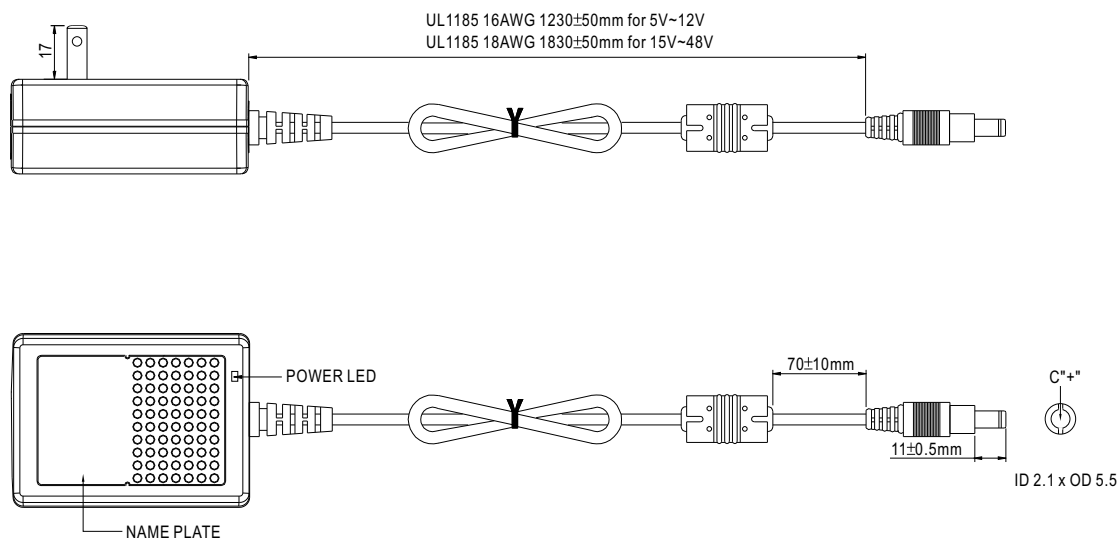 UL1185 16AWG 1230±50mm for 5V~12V
UL1185 18AWG 1830±50mm for 15V~48V
17
POWER LED
70±10mm
C"+"
11±0.5mm
ID 2.1 x OD 5.5
NAME PLATE